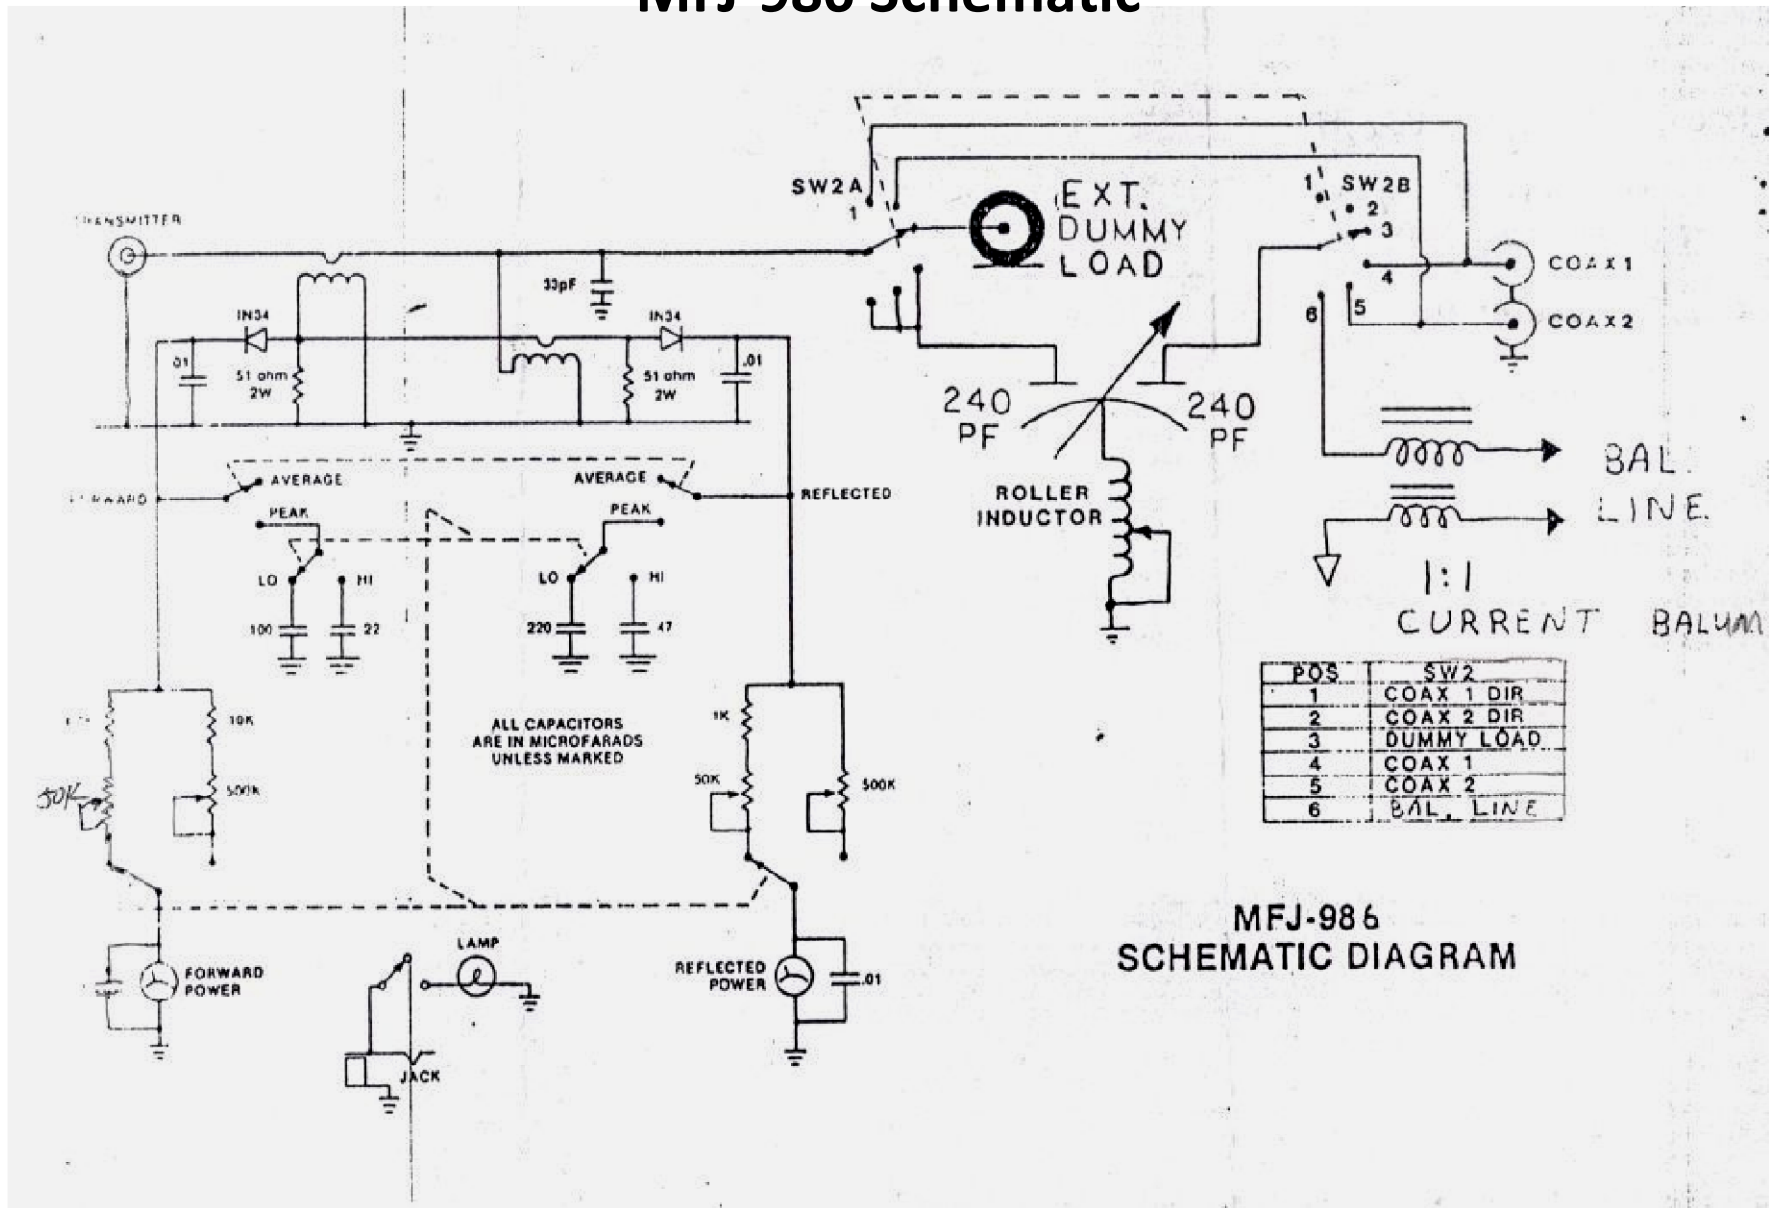 MFJ-986 Schematic
TRANSMITTER
SW2A
1
EXT.
DUMMY
LOAD
1
SW2B
2
3
4
5
6
COAX 1
COAX 2
33pF
IN34
IN34
.01
51 ohm
2W
51 ohm
2W
.01
240
PF
240
PF
ROLLER
INDUCTOR
BAL.
LINE
1:1
CURRENT BALUM
FORWARD
AVERAGE
AVERAGE
REFLECTED
PEAK
PEAK
LO
HI
LO
HI
100
22
220
47
10K
50K
500K
ALL CAPACITORS
ARE IN MICROFARADS
UNLESS MARKED
1K
50K
500K
POS SW2
1 COAX 1 DIR
2 COAX 2 DIR
3 DUMMY LOAD
4 COAX 1
5 COAX 2
6 BAL. LINE
FORWARD
POWER
LAMP
JACK
REFLECTED
POWER
.01
MFJ-986
SCHEMATIC DIAGRAM